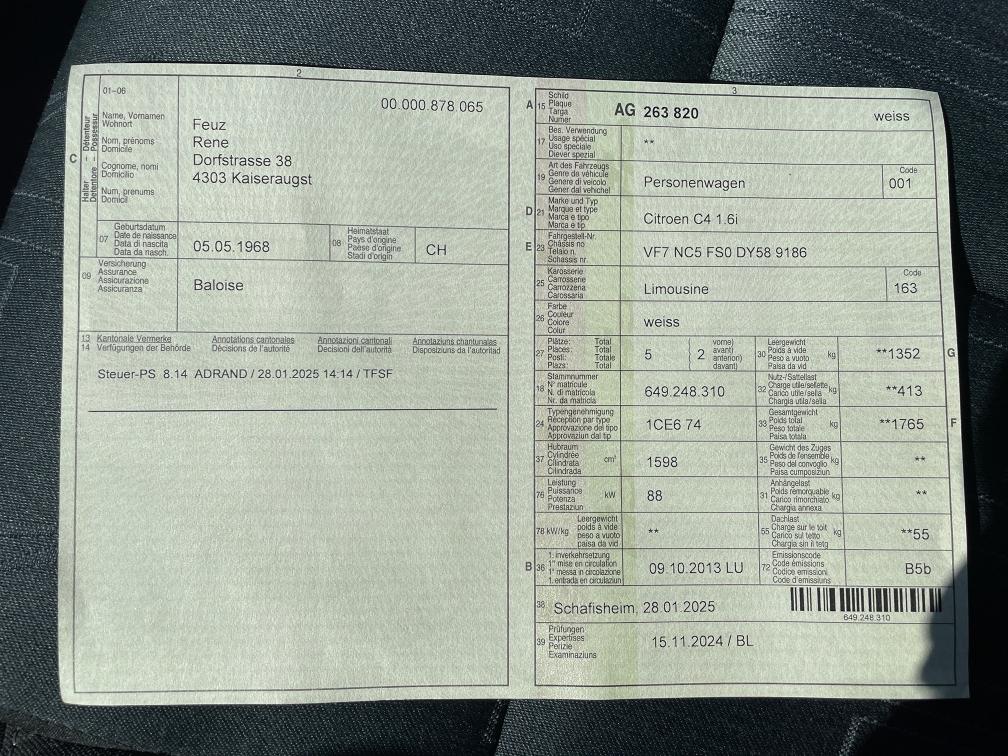 2
01-06
00.000.878.065
C
Halter – Détenteur
Detentore – Possessur
Name, Vornamen
Wohnort
Nom, prénoms
Domicile
Cognome, nomi
Domicilio
Num, prenums
Domicil
Feuz
Rene
Dorfstrasse 38
4303 Kaiseraugst
07
Geburtsdatum
Date de naissance
Data di nascita
Data da nasch.
05.05.1968
08
Heimatstaat
Pays d'origine
Paese d'origine
Stadi d'origin
CH
09
Versicherung
Assurance
Assicurazione
Assicuranza
Baloise
13 Kantonale Vermerke Annotations cantonales Annotazioni cantonali Annotaziuns chantunalas
14 Verfügungen der Behörde Décisions de l'autorité Decisioni dell'autorità Disposiziuns da l'autoritad
Steuer-PS 8.14 ADRAND / 28.01.2025 14:14 / TFSF
3
A 15
Schild
Plaque
Targa
Numer
AG 263 820 weiss
17
Bes. Verwendung
Usage spécial
Uso speciale
Diever spezial
**
19
Art des Fahrzeugs
Genre de véhicule
Genere di veicolo
Gener dal vehichel
Personenwagen
Code
001
D 21
Marke und Typ
Marque et type
Marca e tipo
Marca e tip
Citroen C4 1.6i
E 23
Fahrgestell-Nr.
Châssis no
Telaio n.
Schassis nr.
VF7 NC5 FS0 DY58 9186
25
Karosserie
Carrosserie
Carrozzeria
Carossaria
Limousine
Code
163
26
Farbe
Couleur
Colore
Colur
weiss
27
Plätze: Total
Places: Total
Posti: Totale
Plazs: Total
5
2
vorne)
avant)
anteriori)
davant)
30
Leergewicht
Poids à vide
Peso a vuoto
Paisa da vid
kg
**1352
G
18
Stammnummer
N° matricule
N. di matricola
Nr. da matricla
649.248.310
32
Nutz-/Sattellast
Charge utile/sellette
Carico utile/sella
Chargia utila/sella
kg
**413
24
Typengenehmigung
Réception par type
Approvazione del tipo
Approvaziun dal tip
1CE6 74
33
Gesamtgewicht
Poids total
Peso totale
Paisa totala
kg
**1765
F
37
Hubraum
Cylindrée
Cilindrata
Cilindrada
cm³
1598
35
Gewicht des Zuges
Poids de l'ensemble
Peso del convoglio
Paisa cumposiziun
kg
**
76
Leistung
Puissance
Potenza
Prestaziun
kW
88
31
Anhängelast
Poids remorquable
Carico rimorchiato
Chargia annexa
kg
**
78 kW/kg
Leergewicht
poids à vide
peso a vuoto
paisa da vid
**
55
Dachlast
Charge sur le toit
Carico sul tetto
Chargia sin il tetg
kg
**55
B 36
1. Inverkehrsetzung
1re mise en circulation
1a messa in circolazione
1. entrada en circulaziun
09.10.2013 LU
72
Emissionscode
Code émissions
Codice emissioni
Code d'emissiuns
B5b
38
Schafisheim, 28.01.2025
649.248.310
39
Prüfungen
Expertises
Perizie
Examinaziuns
15.11.2024 / BL